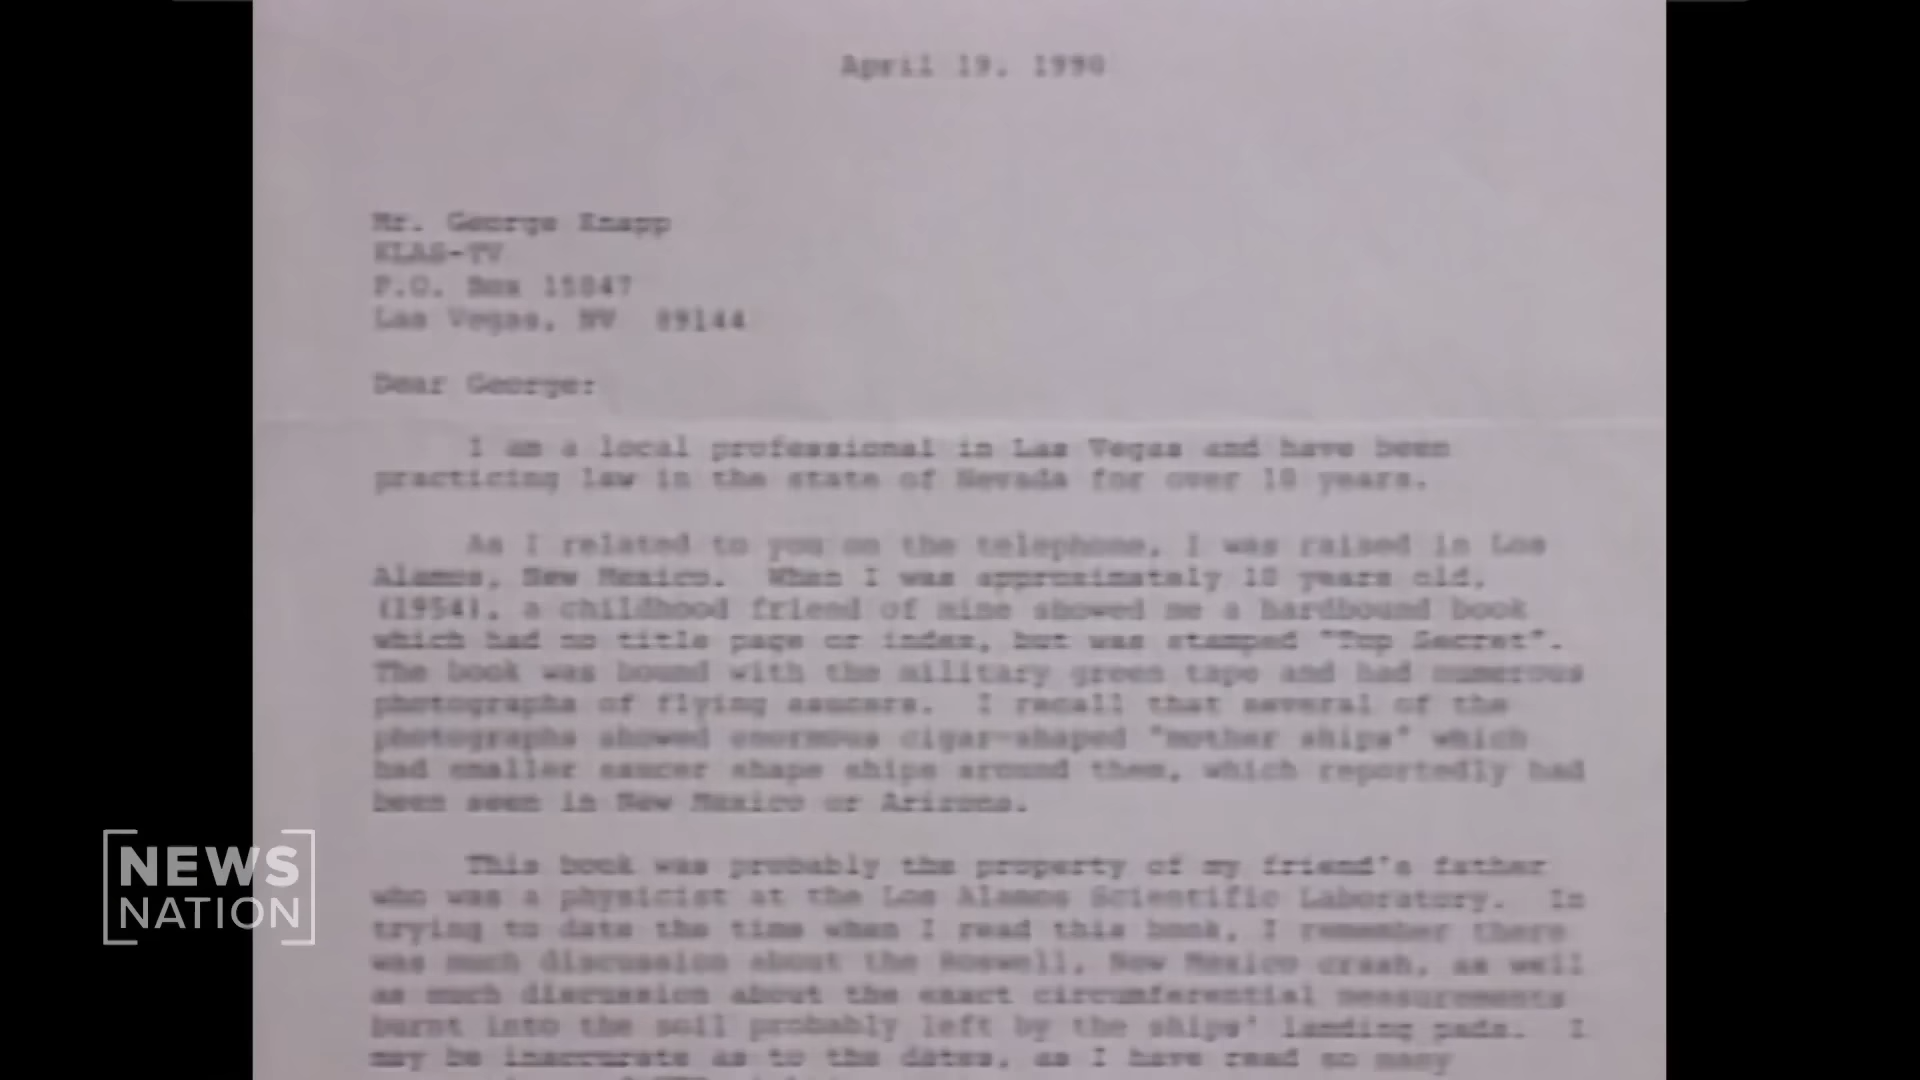 April 19, 1990
Mr. George Knapp
KLAS-TV
P.O. Box 15047
Las Vegas, NV 89144
Dear George:
I am a local professional in Las Vegas and have been
practicing law in the state of Nevada for over 18 years.
As I related to you on the telephone, I was raised in Los
Alamos, New Mexico. When I was approximately 10 years old,
(1954), a childhood friend of mine showed me a hardbound book
which had no title page or index, but was stamped "Top Secret".
The book was bound with the military green tape and had numerous
photographs of flying saucers. I recall that several of the
photographs showed enormous cigar-shaped "mother ships" which
had smaller saucer shape ships around them, which reportedly had
been seen in New Mexico or Arizona.
This book was probably the property of my friend's father
who was a physicist at the Los Alamos Scientific Laboratory. In
trying to date the time when I read this book, I remember there
was much discussion about the Roswell, New Mexico crash, as well
as much discussion about the exact circumferential measurements
burnt into the soil probably left by the ships' landing pads. I
may be inaccurate as to the dates, as I have read so many
NEWS
NATION